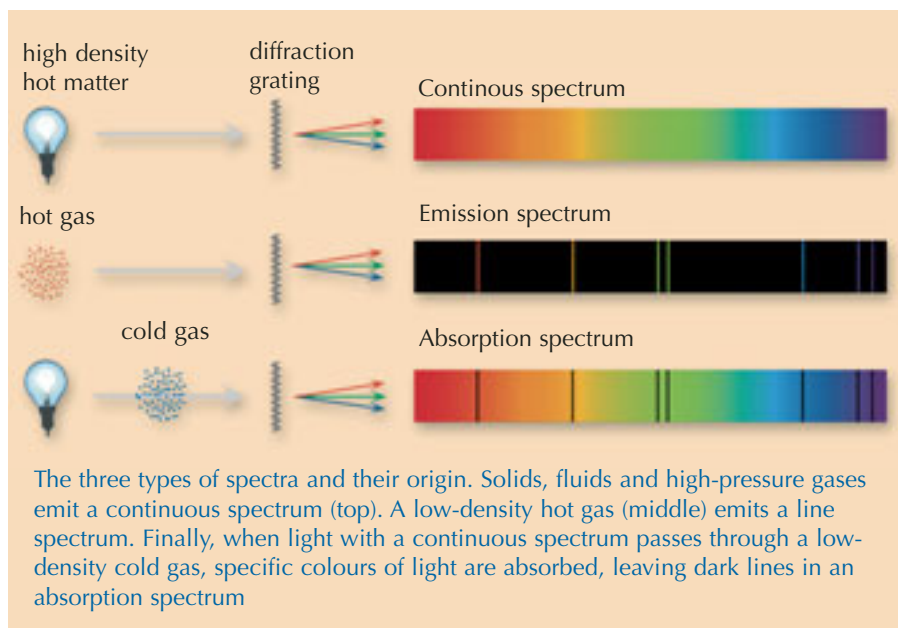 high density
hot matter
diffraction
grating
Continous spectrum
hot gas
Emission spectrum
cold gas
Absorption spectrum
The three types of spectra and their origin. Solids, fluids and high-pressure gases
emit a continuous spectrum (top). A low-density hot gas (middle) emits a line
spectrum. Finally, when light with a continuous spectrum passes through a low-
density cold gas, specific colours of light are absorbed, leaving dark lines in an
absorption spectrum